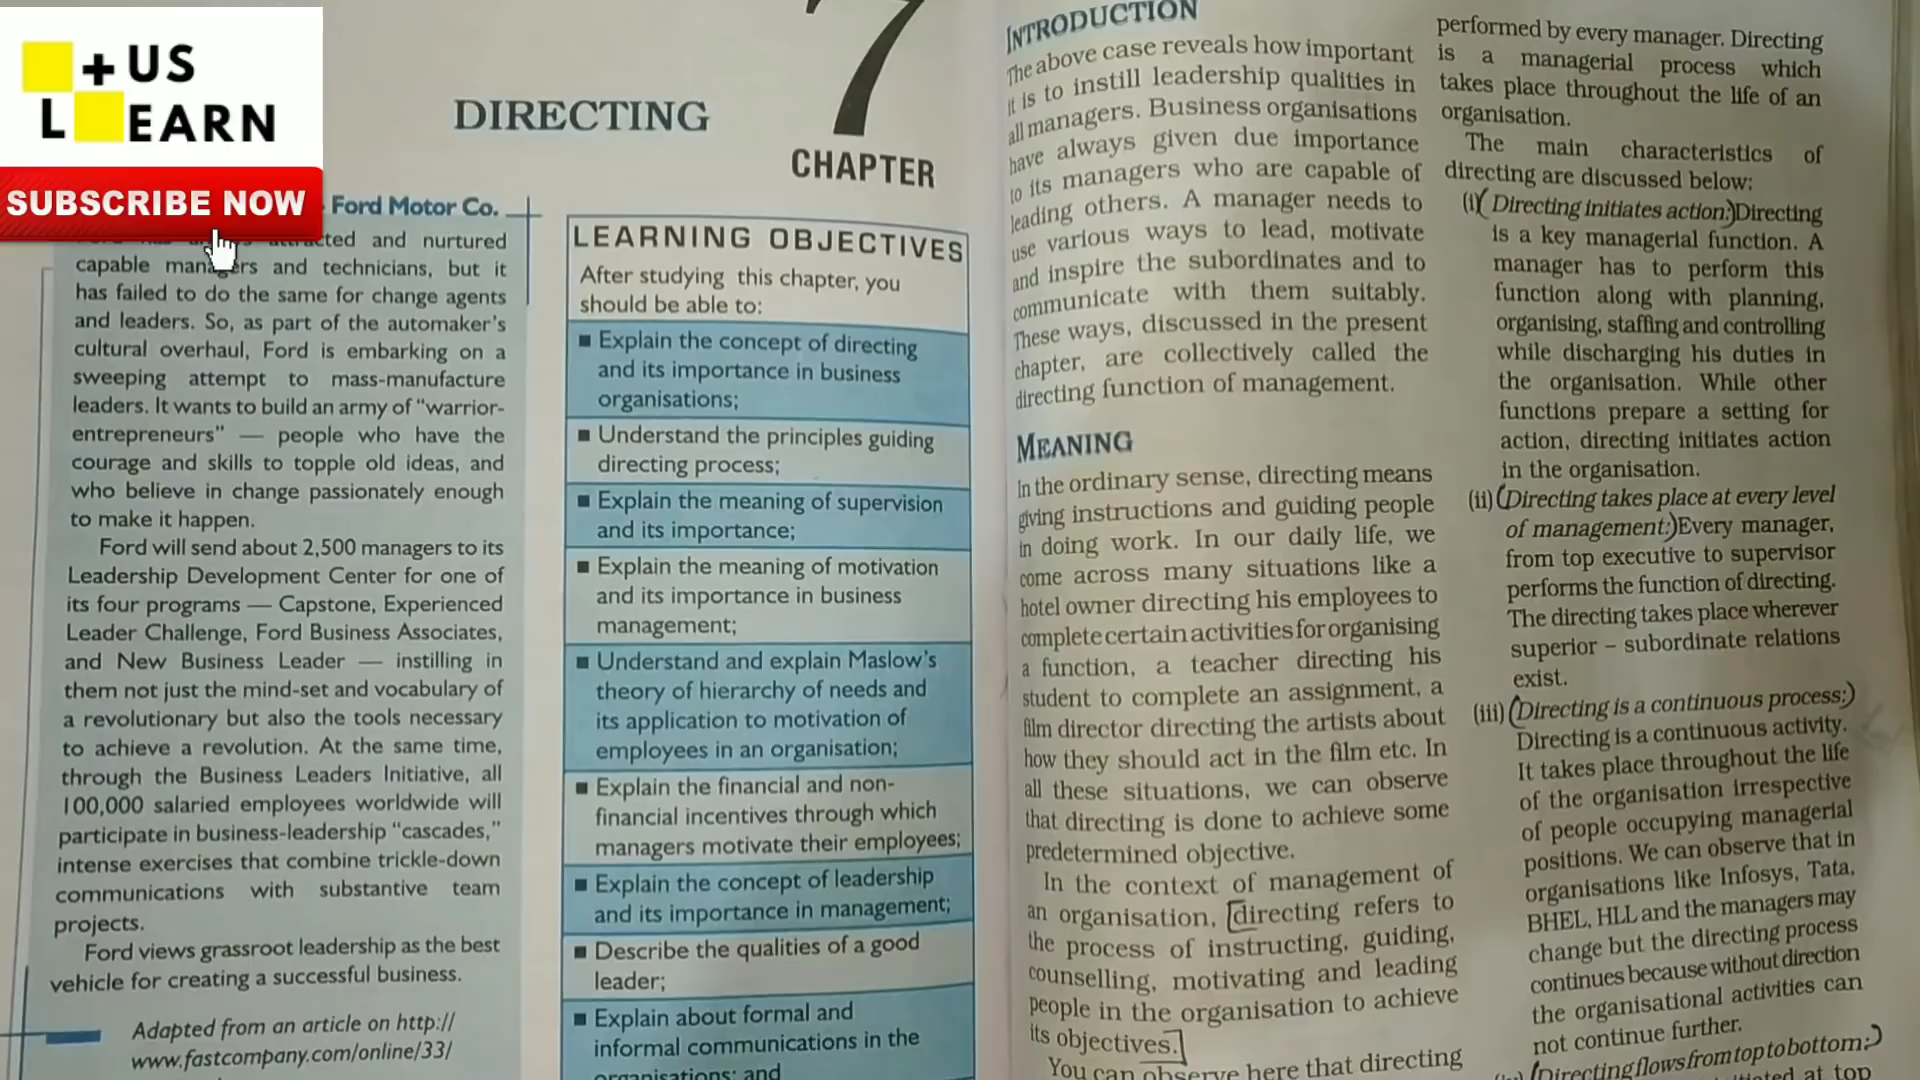 +US
LEARN
SUBSCRIBE NOW
DIRECTING
7
CHAPTER
Ford Motor Co.
and nurtured
capable managers and technicians, but it
has failed to do the same for change agents
and leaders. So, as part of the automaker's
cultural overhaul, Ford is embarking on a
sweeping attempt to mass-manufacture
leaders. It wants to build an army of "warrior-
entrepreneurs" — people who have the
courage and skills to topple old ideas, and
who believe in change passionately enough
to make it happen.
Ford will send about 2,500 managers to its
Leadership Development Center for one of
its four programs — Capstone, Experienced
Leader Challenge, Ford Business Associates,
and New Business Leader — instilling in
them not just the mind-set and vocabulary of
a revolutionary but also the tools necessary
to achieve a revolution. At the same time,
through the Business Leaders Initiative, all
100,000 salaried employees worldwide will
participate in business-leadership "cascades,"
intense exercises that combine trickle-down
communications with substantive team
projects.
Ford views grassroot leadership as the best
vehicle for creating a successful business.
Adapted from an article on http://
www.fastcompany.com/online/33/
LEARNING OBJECTIVES
After studying this chapter, you
should be able to:
■ Explain the concept of directing
and its importance in business
organisations;
■ Understand the principles guiding
directing process;
■ Explain the meaning of supervision
and its importance;
■ Explain the meaning of motivation
and its importance in business
management;
■ Understand and explain Maslow's
theory of hierarchy of needs and
its application to motivation of
employees in an organisation;
■ Explain the financial and non-
financial incentives through which
managers motivate their employees;
■ Explain the concept of leadership
and its importance in management;
■ Describe the qualities of a good
leader;
■ Explain about formal and
informal communications in the
organisations; and
INTRODUCTION
The above case reveals how important
it is to instill leadership qualities in
all managers. Business organisations
have always given due importance
to its managers who are capable of
leading others. A manager needs to
use various ways to lead, motivate
and inspire the subordinates and to
communicate with them suitably.
These ways, discussed in the present
chapter, are collectively called the
directing function of management.
MEANING
In the ordinary sense, directing means
giving instructions and guiding people
in doing work. In our daily life, we
come across many situations like a
hotel owner directing his employees to
complete certain activities for organising
a function, a teacher directing his
student to complete an assignment, a
film director directing the artists about
how they should act in the film etc. In
all these situations, we can observe
that directing is done to achieve some
predetermined objective.
In the context of management of
an organisation, directing refers to
the process of instructing, guiding,
counselling, motivating and leading
people in the organisation to achieve
its objectives.
You can observe here that directing
performed by every manager. Directing
is a managerial process which
takes place throughout the life of an
organisation.
The main characteristics of
directing are discussed below:
(i) Directing initiates action: Directing
is a key managerial function. A
manager has to perform this
function along with planning,
organising, staffing and controlling
while discharging his duties in
the organisation. While other
functions prepare a setting for
action, directing initiates action
in the organisation.
(ii) Directing takes place at every level
of management: Every manager,
from top executive to supervisor
performs the function of directing.
The directing takes place wherever
superior – subordinate relations
exist.
(iii) Directing is a continuous process:
Directing is a continuous activity.
It takes place throughout the life
of the organisation irrespective
of people occupying managerial
positions. We can observe that in
organisations like Infosys, Tata,
BHEL, HLL and the managers may
change but the directing process
continues because without direction
the organisational activities can
not continue further.
Directing flows from top to bottom:
at top